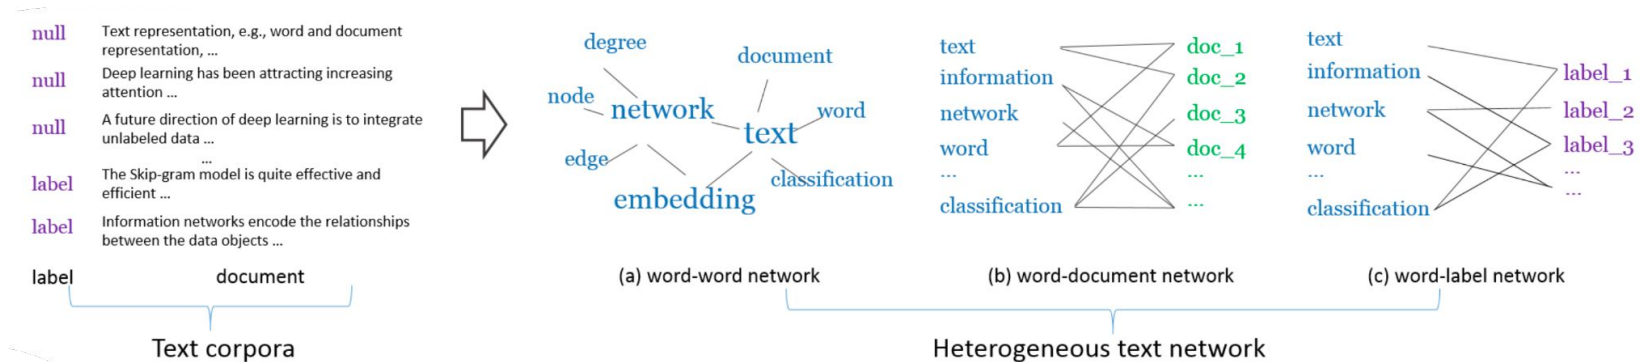 null Text representation, e.g., word and document
representation, ...
null Deep learning has been attracting increasing
attention ...
null A future direction of deep learning is to integrate
unlabeled data ...
...
label The Skip-gram model is quite effective and
efficient ...
label Information networks encode the relationships
between the data objects ...
label document
Text corpora
degree
document
node
network
word
text
edge
classification
embedding
(a) word-word network
text doc_1
information doc_2
network doc_3
word doc_4
... ...
classification ...
(b) word-document network
text
label_1
information
network label_2
word label_3
... ...
...
classification
(c) word-label network
Heterogeneous text network